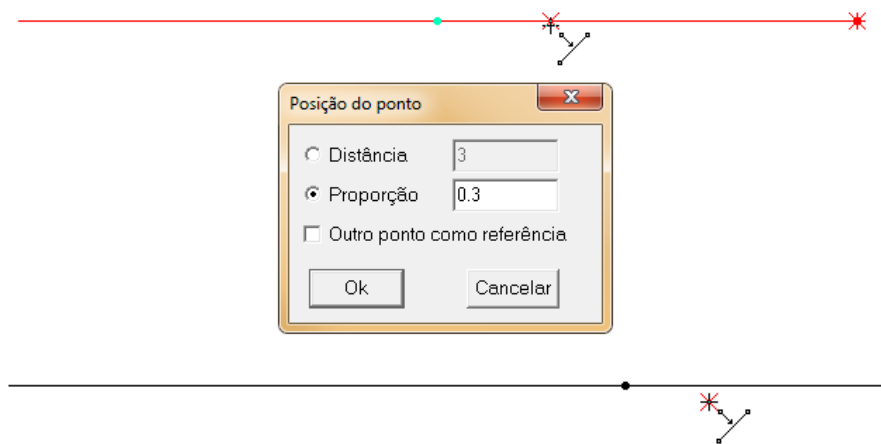 Posição do ponto
Distância 3
Proporção 0.3
Outro ponto como referência
Ok Cancelar